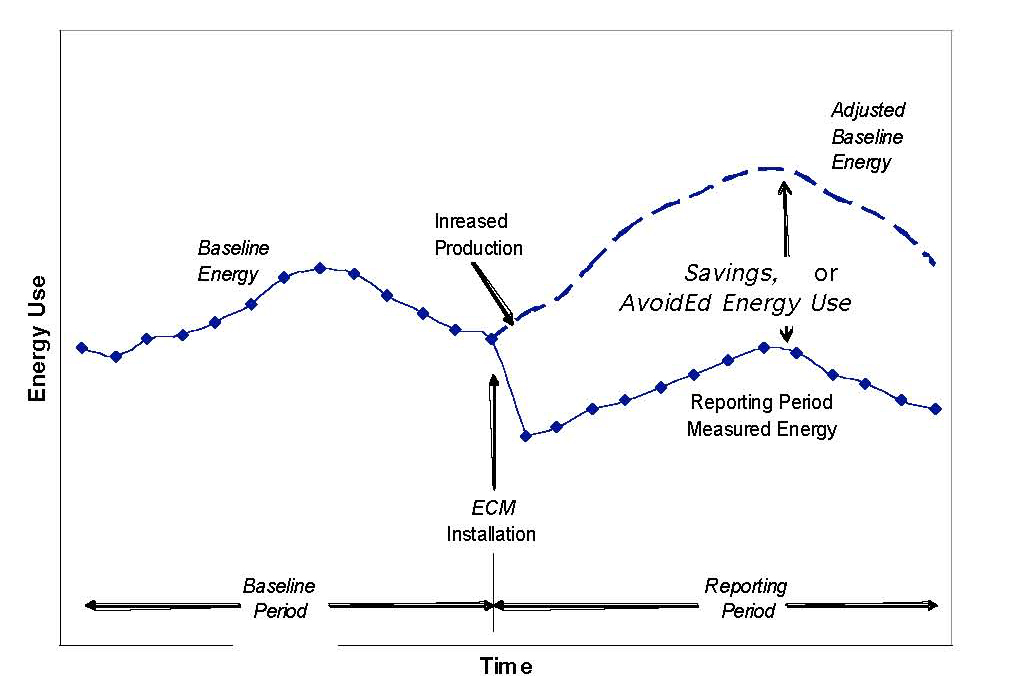 Adjusted
Baseline
Energy
Inreased
Production
Baseline
Energy
Savings, or
AvoidEd Energy Use
Energy Use
Reporting Period
Measured Energy
ECM
Installation
Baseline
Period
Reporting
Period
Time